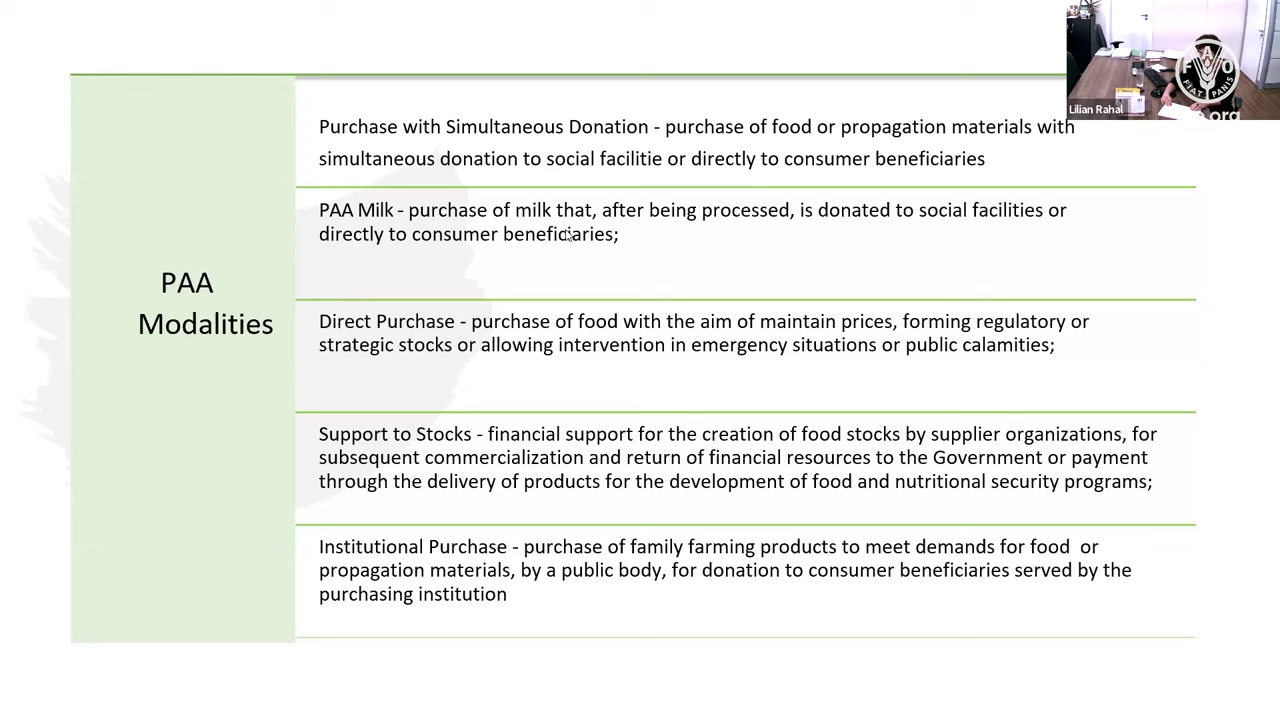 Lilian Rahal
F A O
FIAT PANIS
.org
Purchase with Simultaneous Donation - purchase of food or propagation materials with
simultaneous donation to social facilitie or directly to consumer beneficiaries
PAA Milk - purchase of milk that, after being processed, is donated to social facilities or
directly to consumer beneficiaries;
PAA
Modalities
Direct Purchase - purchase of food with the aim of maintain prices, forming regulatory or
strategic stocks or allowing intervention in emergency situations or public calamities;
Support to Stocks - financial support for the creation of food stocks by supplier organizations, for
subsequent commercialization and return of financial resources to the Government or payment
through the delivery of products for the development of food and nutritional security programs;
Institutional Purchase - purchase of family farming products to meet demands for food or
propagation materials, by a public body, for donation to consumer beneficiaries served by the
purchasing institution